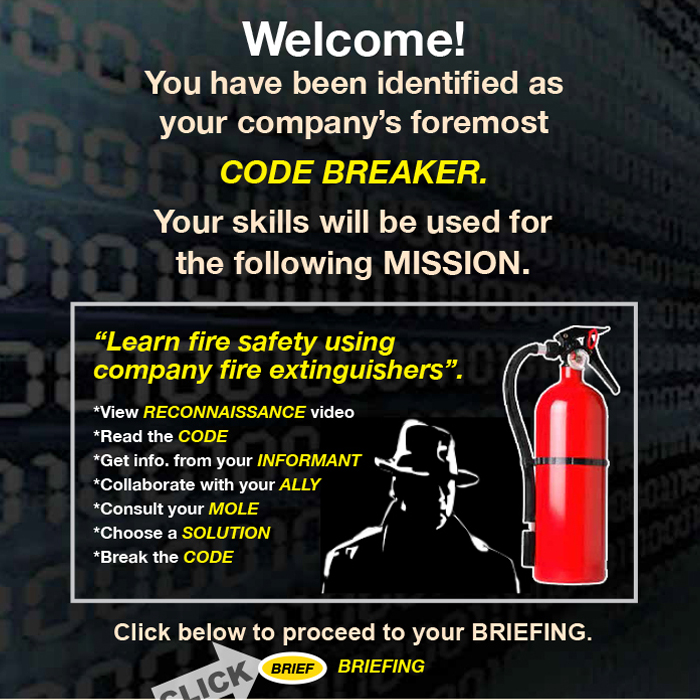 Welcome!
You have been identified as
your company’s foremost
CODE BREAKER.
Your skills will be used for
the following MISSION.
“Learn fire safety using
company fire extinguishers”.
*View RECONNAISSANCE video
*Read the CODE
*Get info. from your INFORMANT
*Collaborate with your ALLY
*Consult your MOLE
*Choose a SOLUTION
*Break the CODE
Click below to proceed to your BRIEFING.
CLICK
BRIEF
BRIEFING